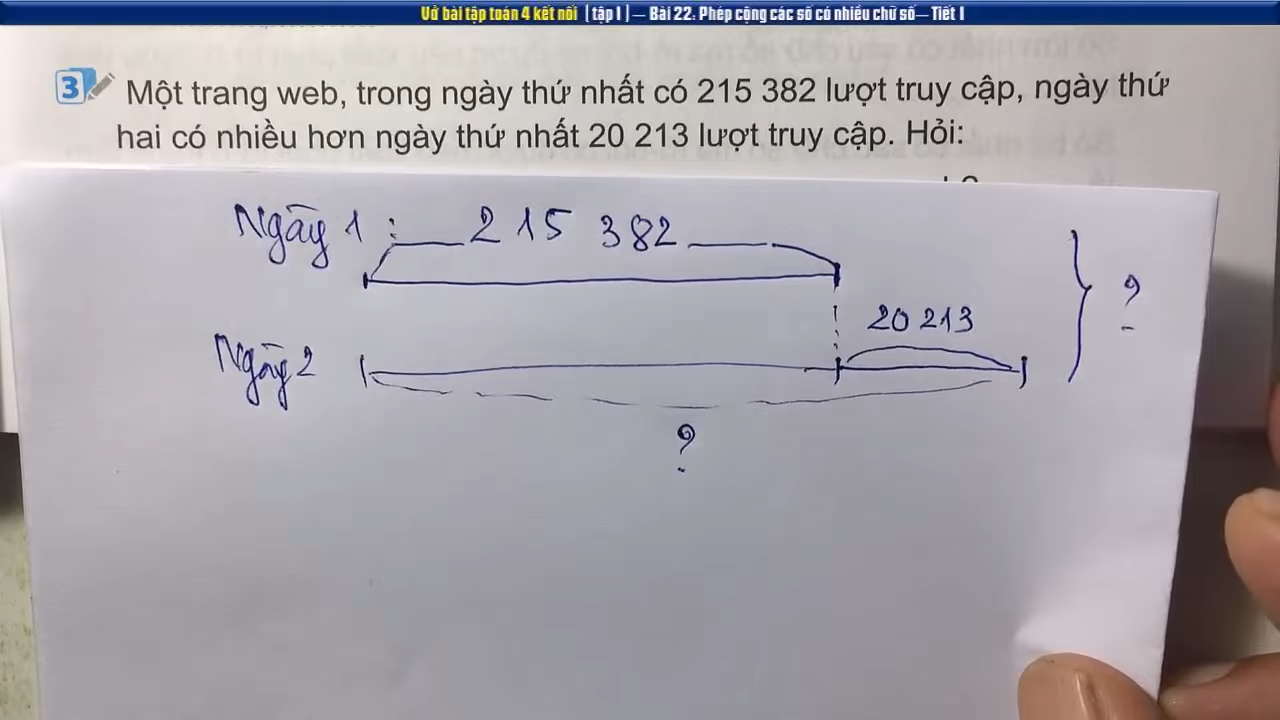 Vở bài tập toán 4 kết nối (tập 1) – Bài 22. Phép cộng các số có nhiều chữ số – Tiết 1
3 Một trang web, trong ngày thứ nhất có 215 382 lượt truy cập, ngày thứ
hai có nhiều hơn ngày thứ nhất 20 213 lượt truy cập. Hỏi:
Ngày 1 : 215 382
20 213
?
Ngày 2
?